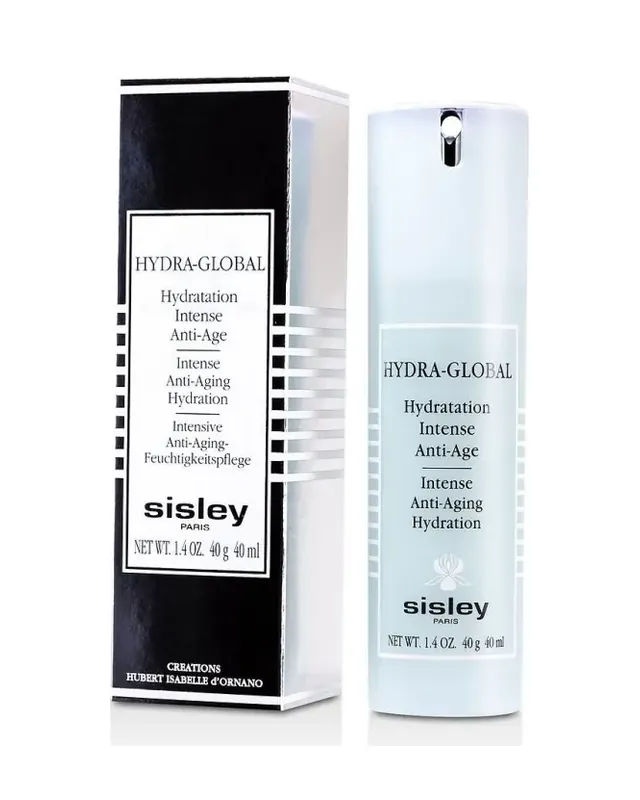 HYDRA-GLOBAL
Hydratation
Intense
Anti-Age
Intense
Anti-Aging
Hydration
Intensive
Anti-Aging-
Feuchtigkeitspflege
sisley
PARIS
NET WT. 1.4 OZ. 40 g 40 ml
CREATIONS
HUBERT ISABELLE d'ORNANO
HYDRA-GLOBAL
Hydratation
Intense
Anti-Age
Intense
Anti-Aging
Hydration
sisley
PARIS
NET WT. 1.4 OZ. 40 g 40 ml